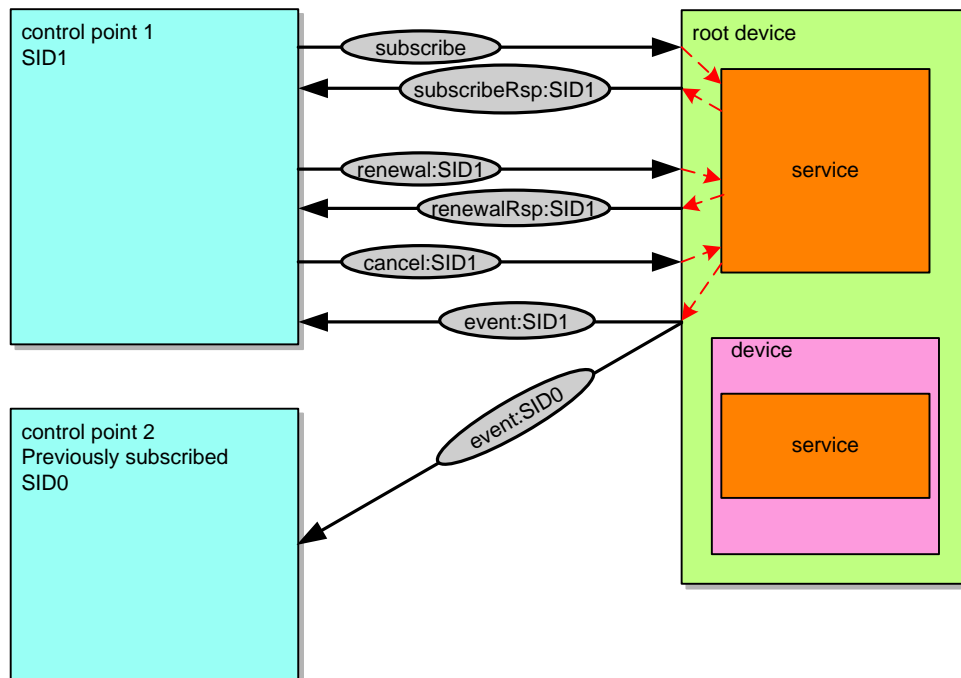 control point 1
SID1
subscribe
subscribeRsp:SID1
renewal:SID1
renewalRsp:SID1
cancel:SID1
event:SID1
event:SID0
root device
service
device
service
control point 2
Previously subscribed
SID0